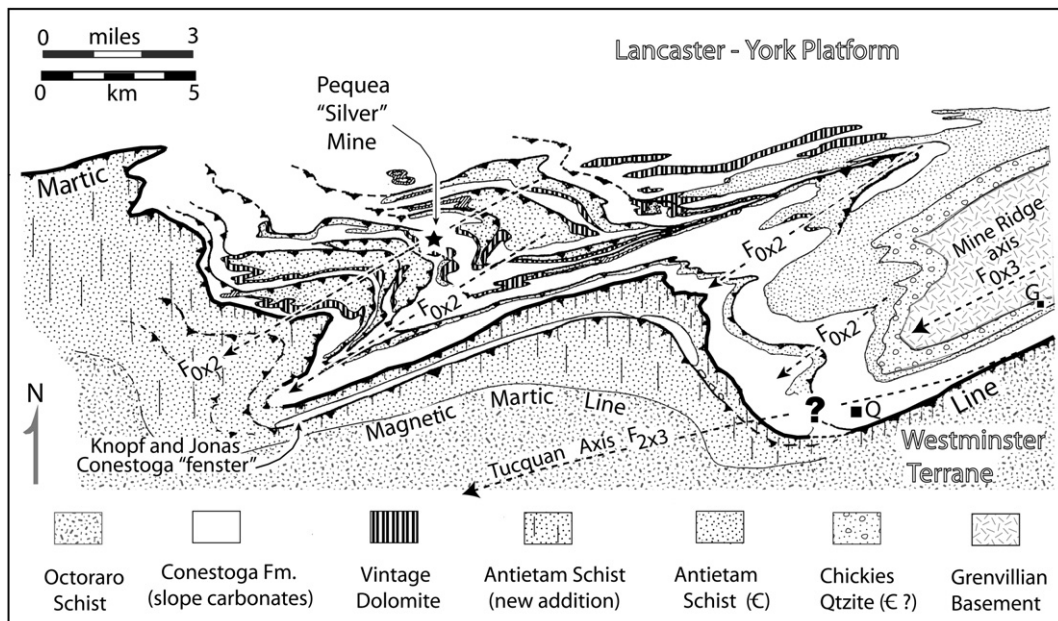 0 miles 3
0 km 5
Lancaster - York Platform
Pequea
"Silver"
Mine
Martic
Mine Ridge
axis
F0x3
G
F0x2
F0x2
F0x2
F0x2
N
Knopf and Jonas
Conestoga "fenster"
Magnetic Martic Line
Tucquan Axis F2x3
?
Q
Line
Westminster
Terrane
Octoraro
Schist
Conestoga Fm.
(slope carbonates)
Vintage
Dolomite
Antietam Schist
(new addition)
Antietam
Schist (Ꞓ)
Chickies
Qtzite (Ꞓ ?)
Grenvillian
Basement